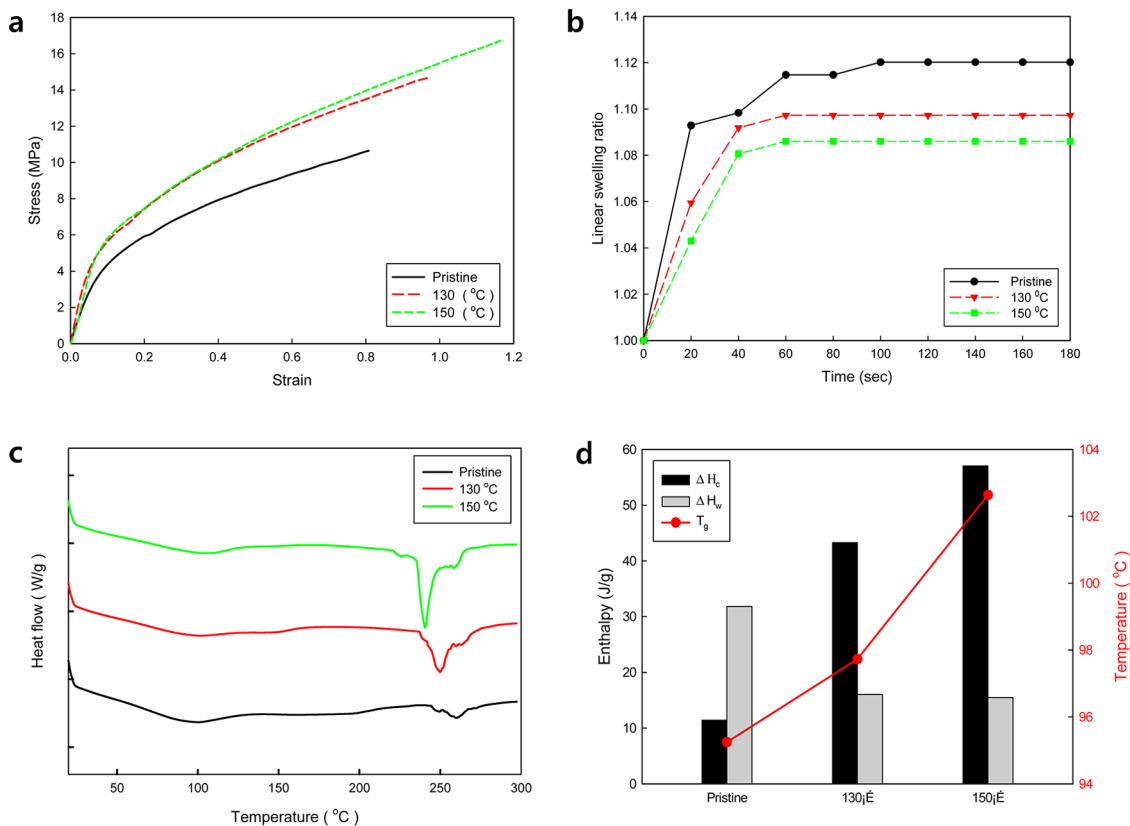 a
18
16
14
12
10
8
6
4
2
0
Stress (MPa)
Pristine
130 ( °C )
150 ( °C )
0.0 0.2 0.4 0.6 0.8 1.0 1.2
Strain
b
1.14
1.12
1.10
1.08
1.06
1.04
1.02
1.00
Linear swelling ratio
Pristine
130 ⁰C
150 ⁰C
0 20 40 60 80 100 120 140 160 180
Time (sec)
c
Heat flow ( W/g)
Pristine
130 °C
150 °C
50 100 150 200 250 300
Temperature ( °C)
d
60
50
40
30
20
10
0
Enthalpy (J/g)
Δ Hc
Δ Hw
Tg
104
102
100
98
96
94
Temperature ( °C)
Pristine 130¡É 150¡É